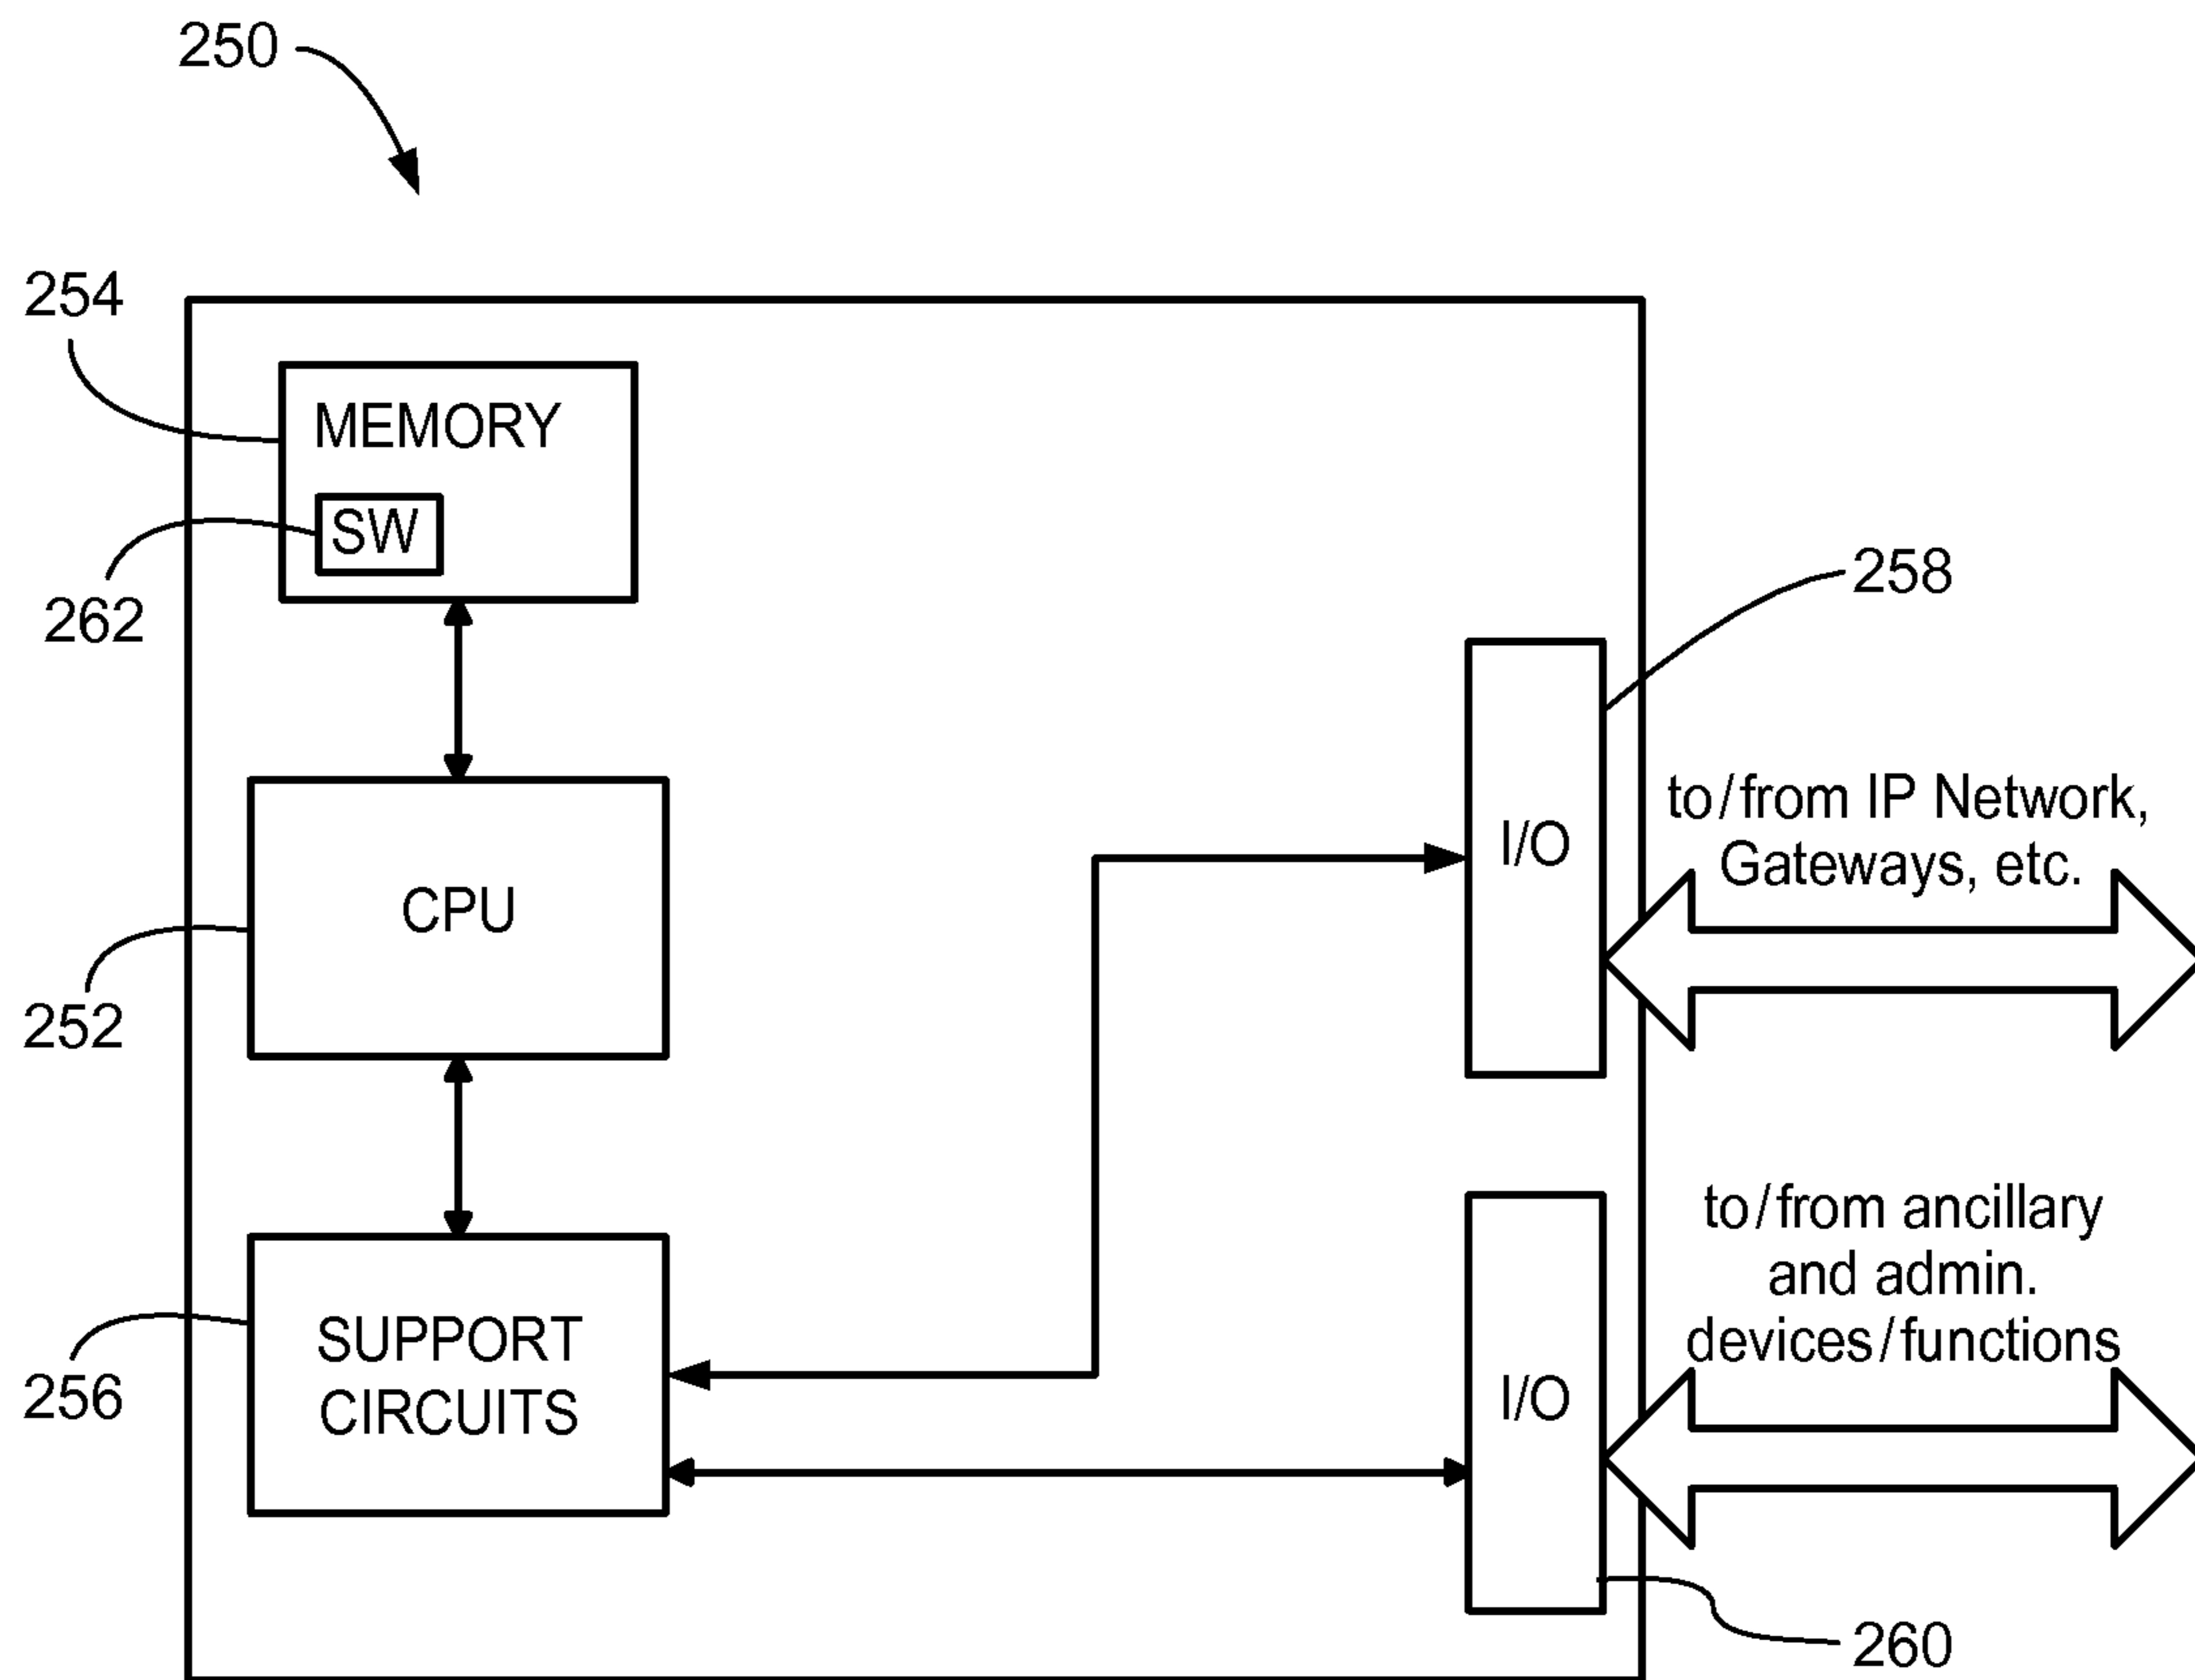 250
254
MEMORY
SW
262
258
to/from IP Network,
Gateways, etc.
I/O
CPU
252
to/from ancillary
and admin.
devices/functions
I/O
SUPPORT
CIRCUITS
256
260